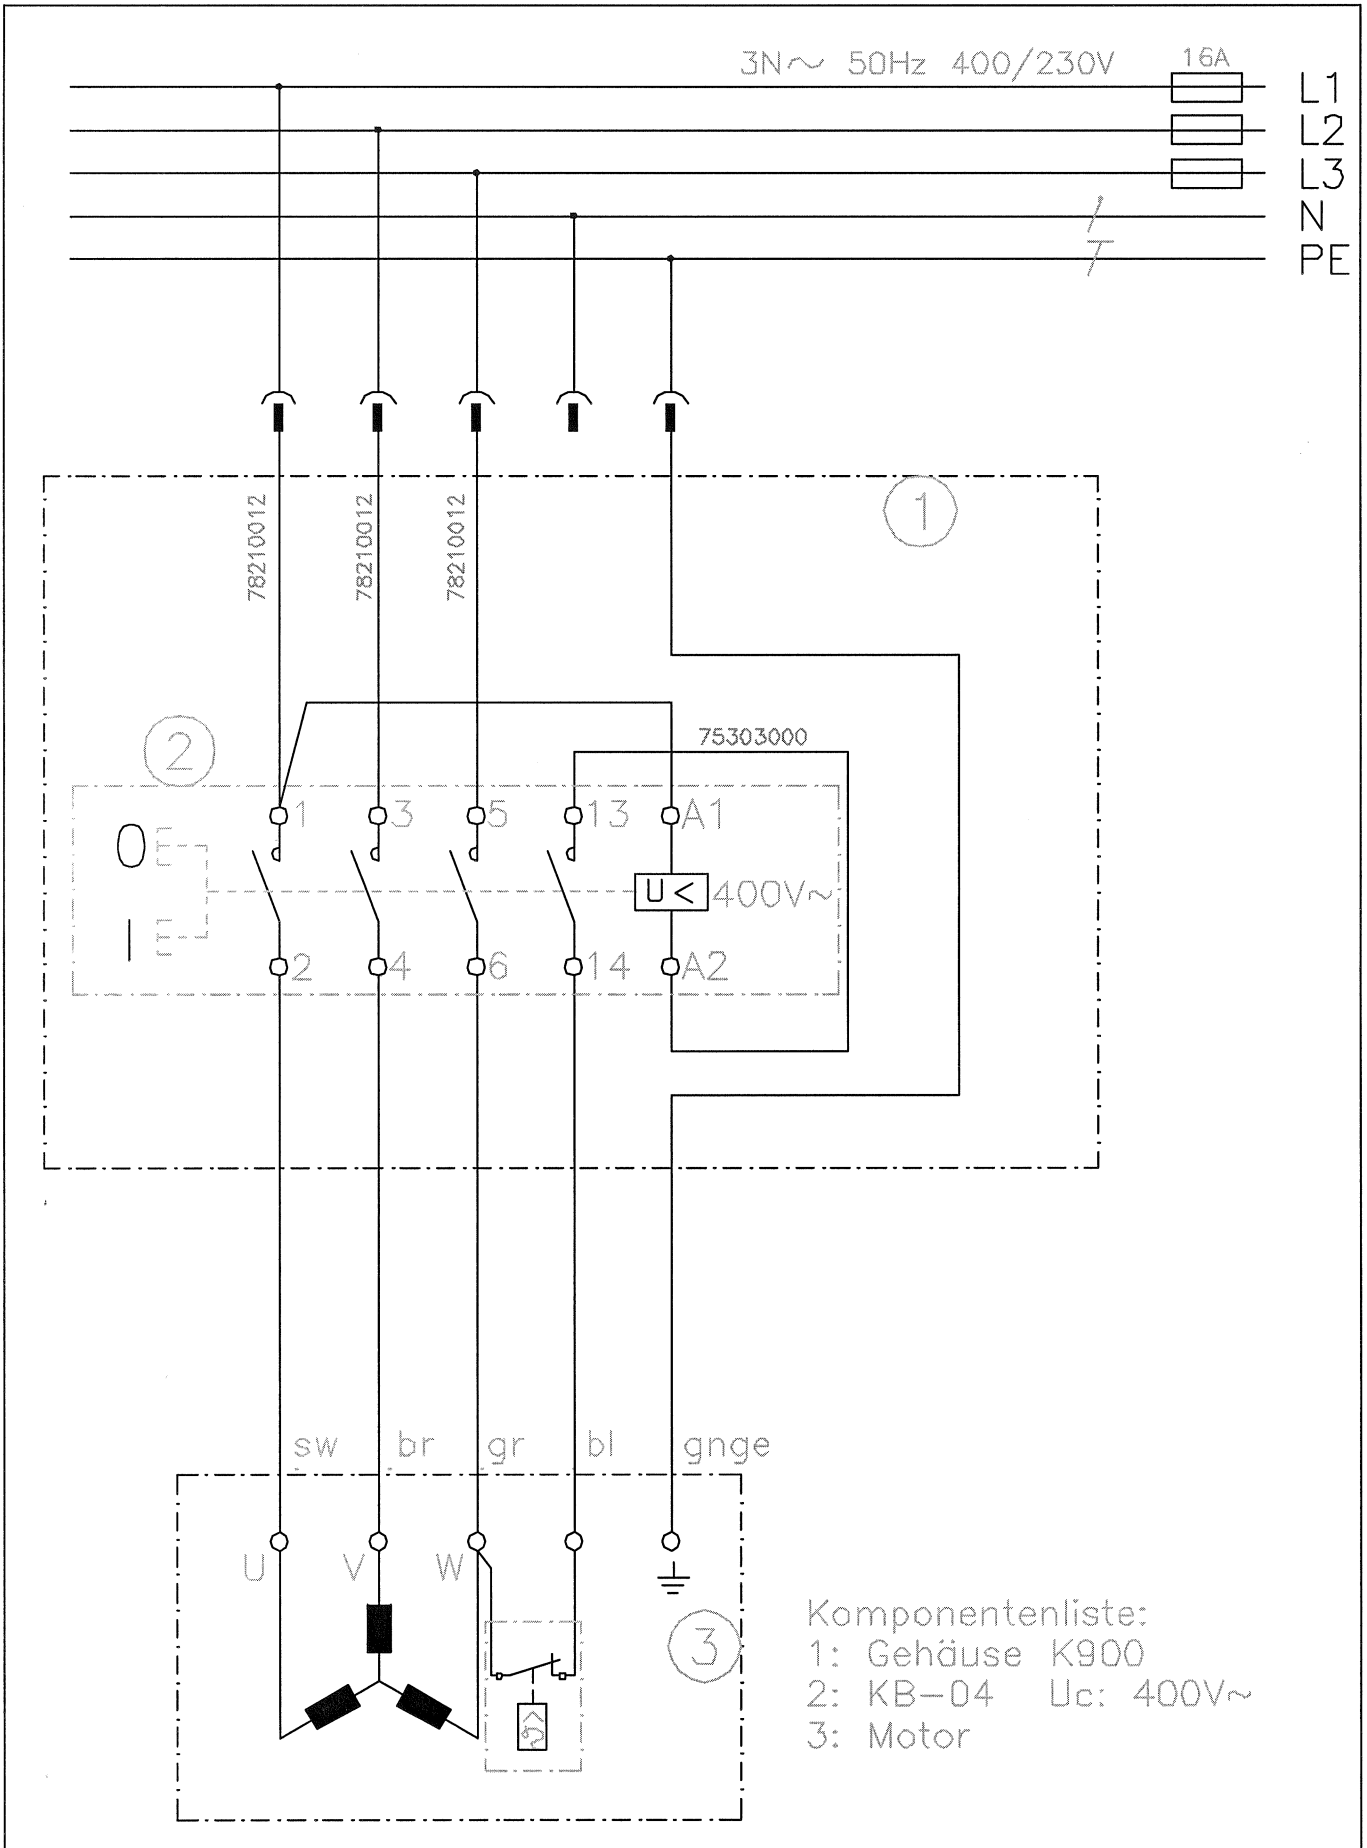 3N~ 50Hz 400/230V
16A
L1
L2
L3
N
PE
1
78210012
78210012
78210012
2
75303000
1
3
5
13
A1
0
U<
400V~
I
2
4
6
14
A2
sw
br
gr
bl
gnge
U
V
W
3
Komponentenliste:
1: Gehäuse K900
2: KB-04 Uc: 400V~
3: Motor